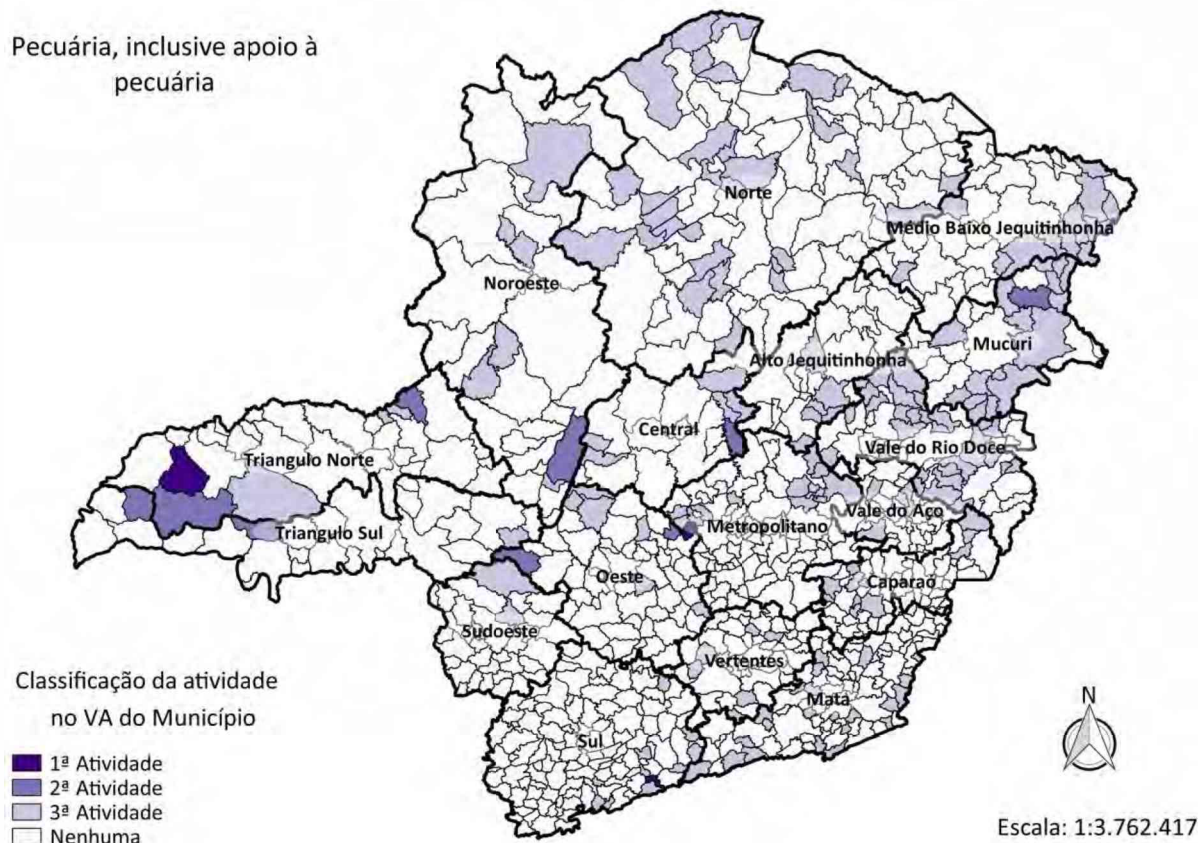 Pecuária, inclusive apoio à
pecuária
Norte
Médio Baixo Jequitinhonha
Noroeste
Mucuri
Alto Jequitinhonha
Central
Vale do Rio Doce
Triangulo Norte
Vale do Aço
Metropolitano
Triangulo Sul
Oeste
Caparaó
Sudoeste
Vertentes
Mata
Sul
Classificação da atividade
no VA do Município
1ª Atividade
2ª Atividade
3ª Atividade
Nenhuma
N
Escala: 1:3.762.417